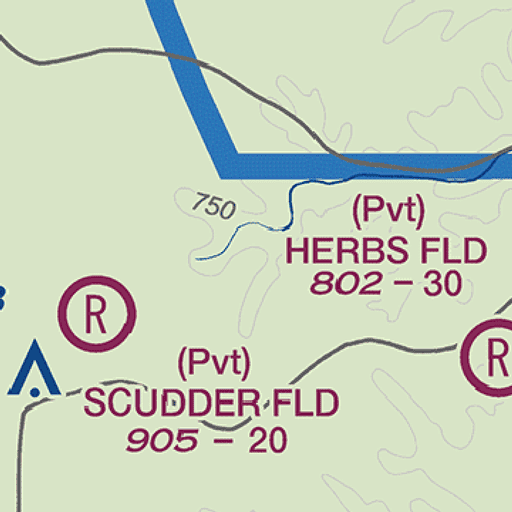 750
(Pvt)
HERBS FLD
802 – 30
R
R
(Pvt)
SCUDDER FLD
905 – 20